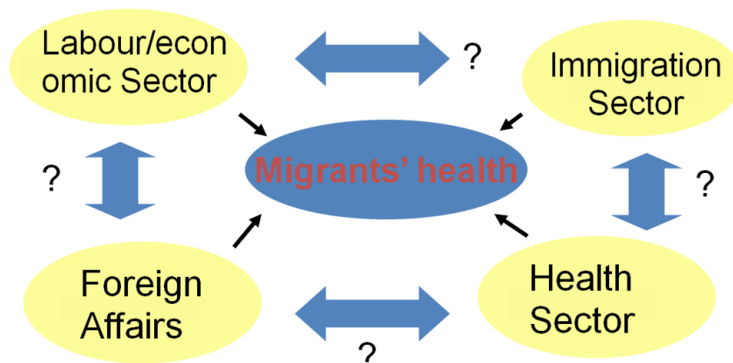 Labour/econ
omic Sector
?
Immigration
Sector
Migrants' health
?
?
Foreign
Affairs
Health
Sector
?